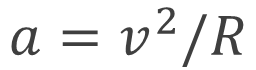 a = v²/R